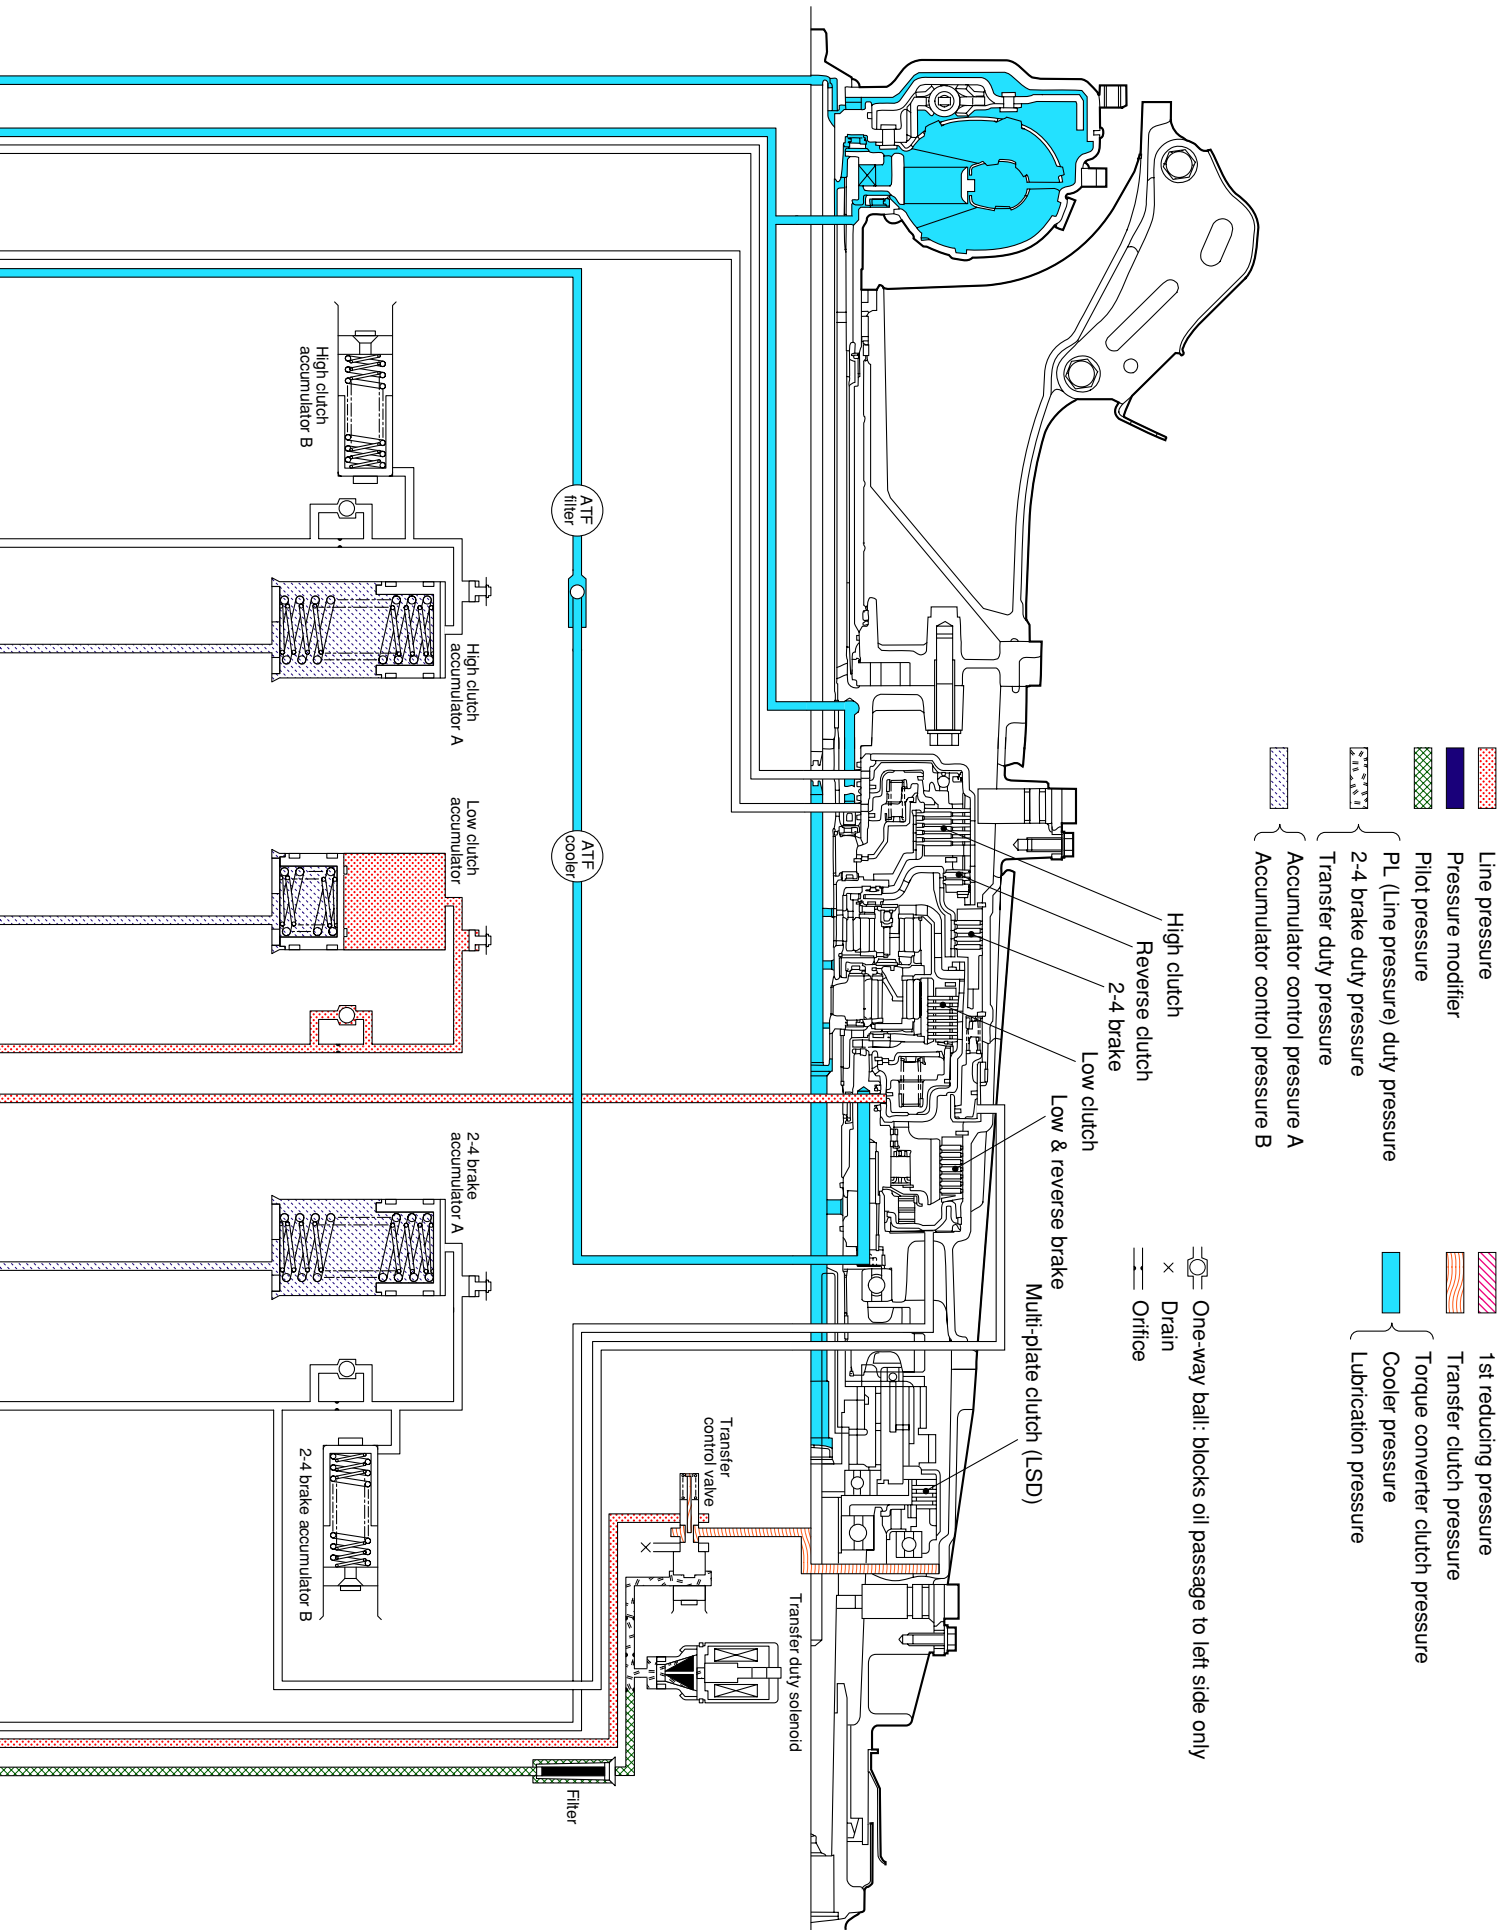 Line pressure
Pressure modifier
Pilot pressure
PL (Line pressure) duty pressure
2-4 brake duty pressure
Transfer duty pressure
Accumulator control pressure A
Accumulator control pressure B
1st reducing pressure
Transfer clutch pressure
Torque converter clutch pressure
Cooler pressure
Lubrication pressure
One-way ball: blocks oil passage to left side only
Drain
Orifice
High clutch
Reverse clutch
2-4 brake
Low clutch
Low & reverse brake
Multi-plate clutch (LSD)
Transfer
control valve
Transfer duty solenoid
ATF
filter
ATF
cooler
Filter
High clutch
accumulator B
High clutch
accumulator A
Low clutch
accumulator
2-4 brake
accumulator A
2-4 brake accumulator B